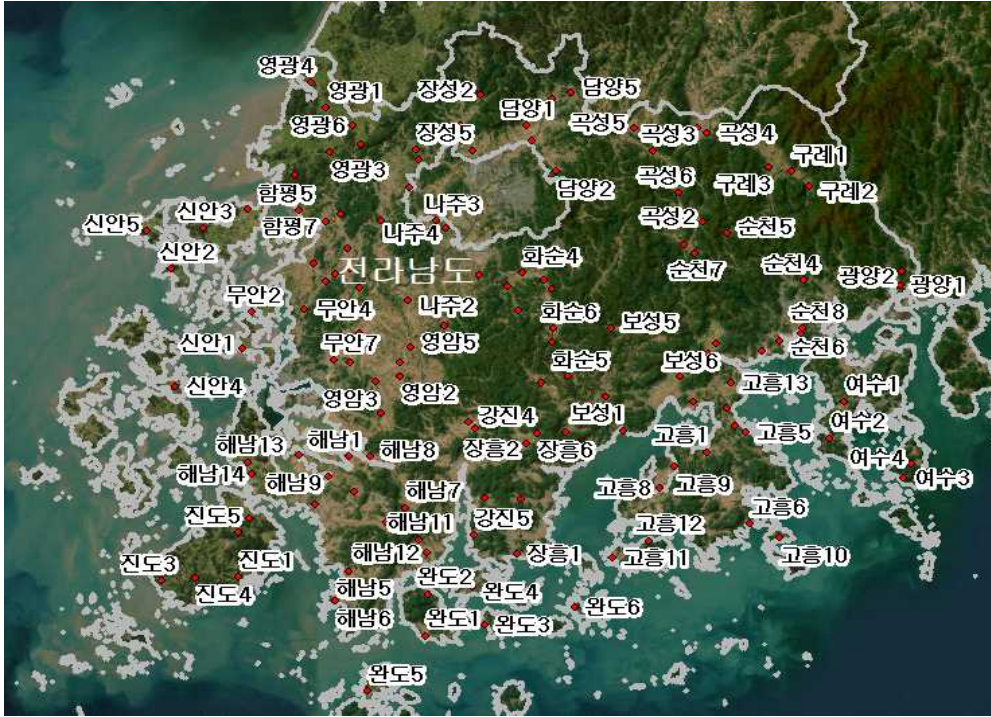 영광4
영광1
장성2
담양5
담양1
영광6
곡성5
곡성3
곡성4
장성5
영광3
구례1
담양2
곡성6
구례3
구례2
함평5
신안3
나주3
신안5
함평7
곡성2
순천5
나주4
신안2
화순4
순천7
순천4
전라남도
광양2
광양1
무안2
무안4
나주2
화순6
보성5
순천8
신안1
무안7
영암5
순천6
화순5
보성6
신안4
영암3
영암2
고흥13
여수1
강진4
보성1
여수2
해남13
해남1
해남8
장흥2
장흥6
고흥1
고흥5
여수4
해남14
해남9
해남7
고흥8
고흥9
여수3
진도5
해남11
강진5
고흥12
고흥6
해남12
장흥1
고흥11
고흥10
진도3
진도1
진도4
해남5
완도2
완도4
완도6
해남6
완도1
완도3
완도5